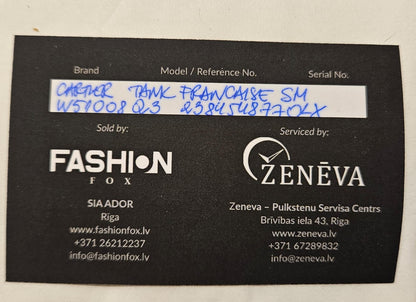 Brand Model / Reference No. Serial No.
CARTIER TANK FRANCAISE SM
W51008Q3 238454877OLX
Sold by: Serviced by:
FASHION
FOX
ZENĒVA
SIA ADOR
Riga
www.fashionfox.lv
+371 26212237
info@fashionfox.lv
Zeneva – Pulkstenu Servisa Centrs
Brīvības iela 43, Riga
www.zeneva.lv
+371 67289832
info@zeneva.lv